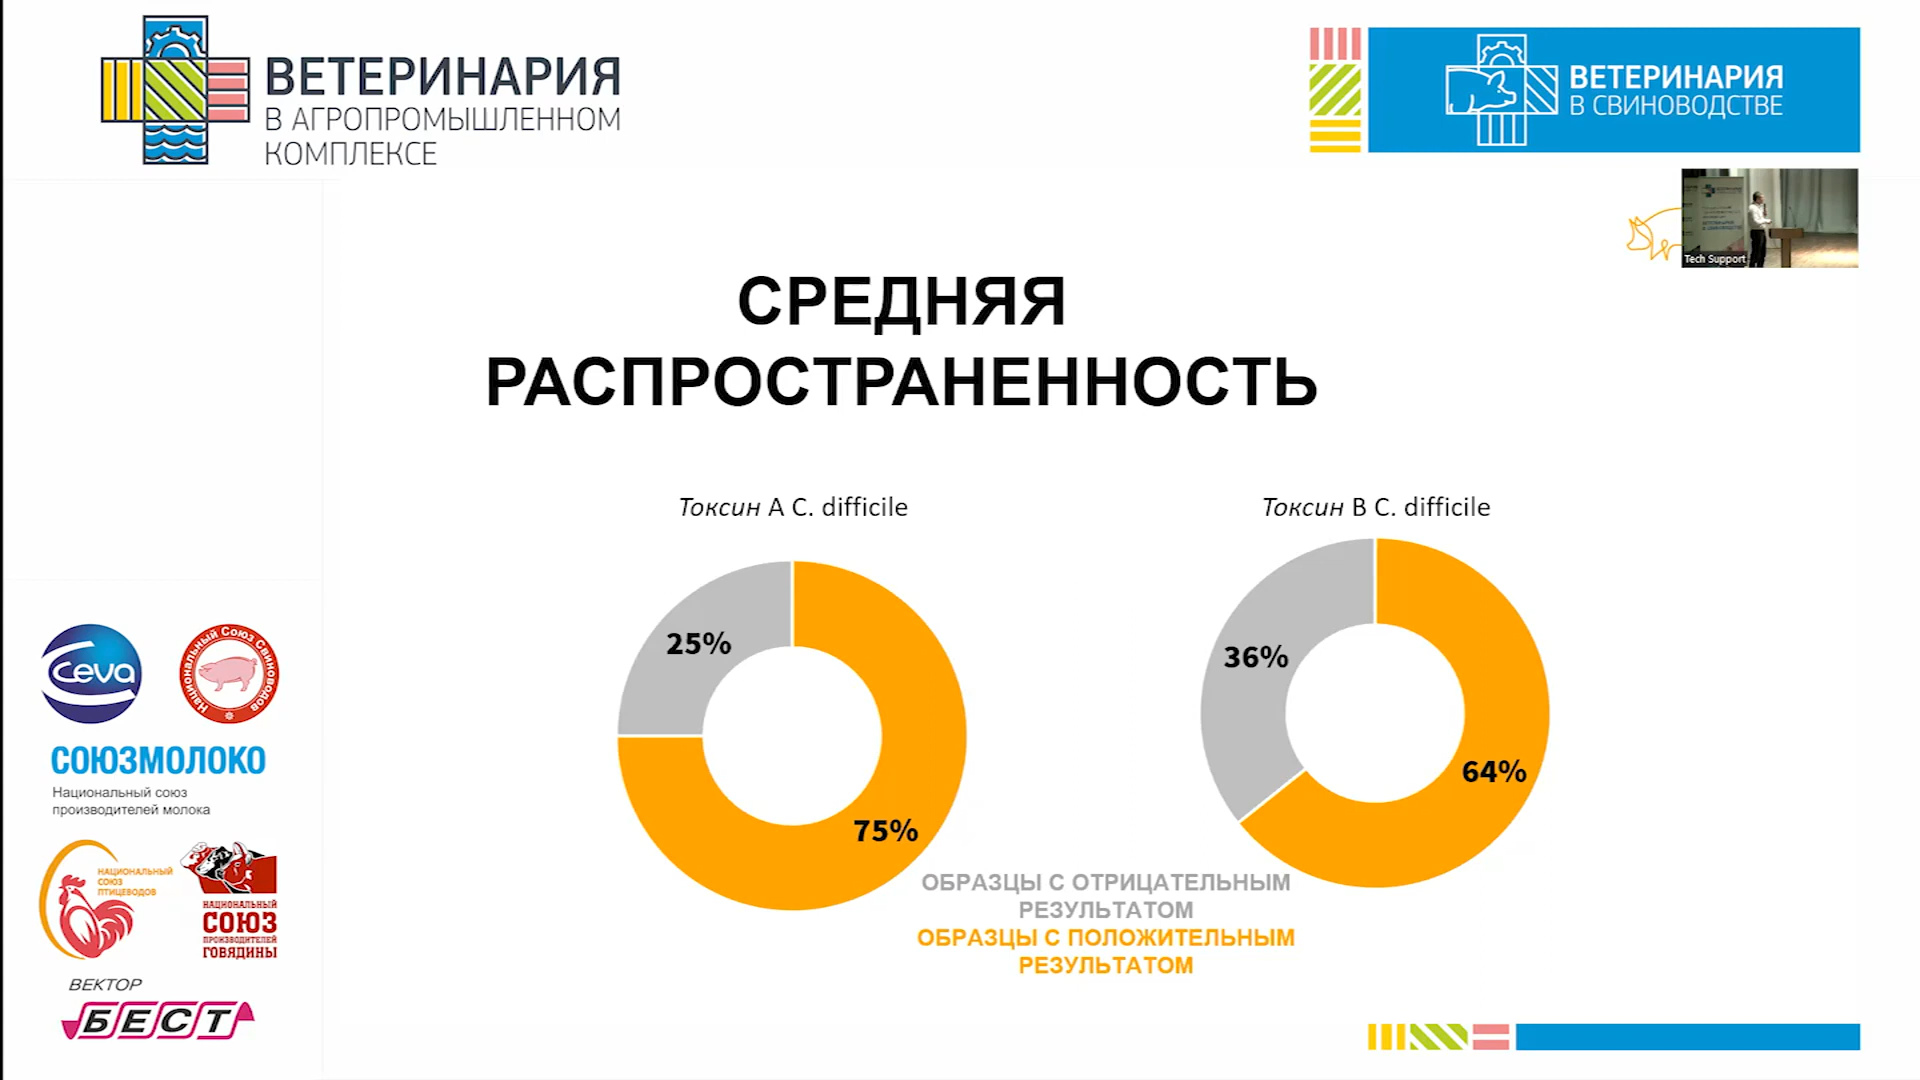 ВЕТЕРИНАРИЯ
В АГРОПРОМЫШЛЕННОМ
КОМПЛЕКСЕ
ВЕТЕРИНАРИЯ
В СВИНОВОДСТВЕ
Tech Support
СРЕДНЯЯ
РАСПРОСТРАНЕННОСТЬ
Токсин А C. difficile
25%
75%
Токсин В C. difficile
36%
64%
ОБРАЗЦЫ С ОТРИЦАТЕЛЬНЫМ
РЕЗУЛЬТАТОМ
ОБРАЗЦЫ С ПОЛОЖИТЕЛЬНЫМ
РЕЗУЛЬТАТОМ
Ceva
Национальный Союз Свиноводов
СОЮЗМОЛОКО
Национальный союз
производителей молока
НАЦИОНАЛЬНЫЙ
СОЮЗ
ПТИЦЕВОДОВ
НАЦИОНАЛЬНЫЙ
СОЮЗ
ПРОИЗВОДИТЕЛЕЙ
ГОВЯДИНЫ
ВЕКТОР
БЕСТ